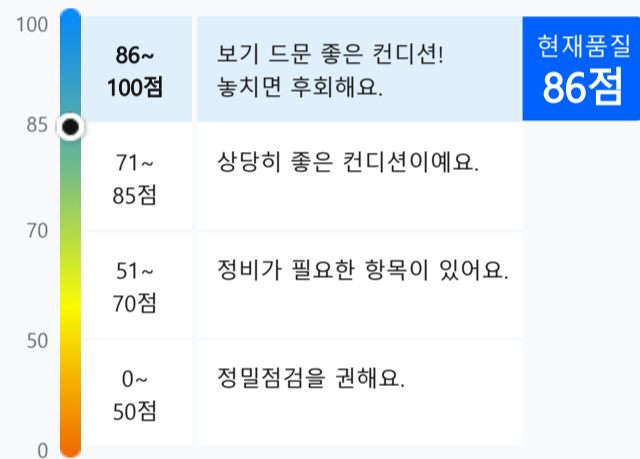 100
86~
100점
보기 드문 좋은 컨디션!
놓치면 후회해요.
현재품질
86점
85
71~
85점
상당히 좋은 컨디션이예요.
70
51~
70점
정비가 필요한 항목이 있어요.
50
0~
50점
정밀점검을 권해요.
0